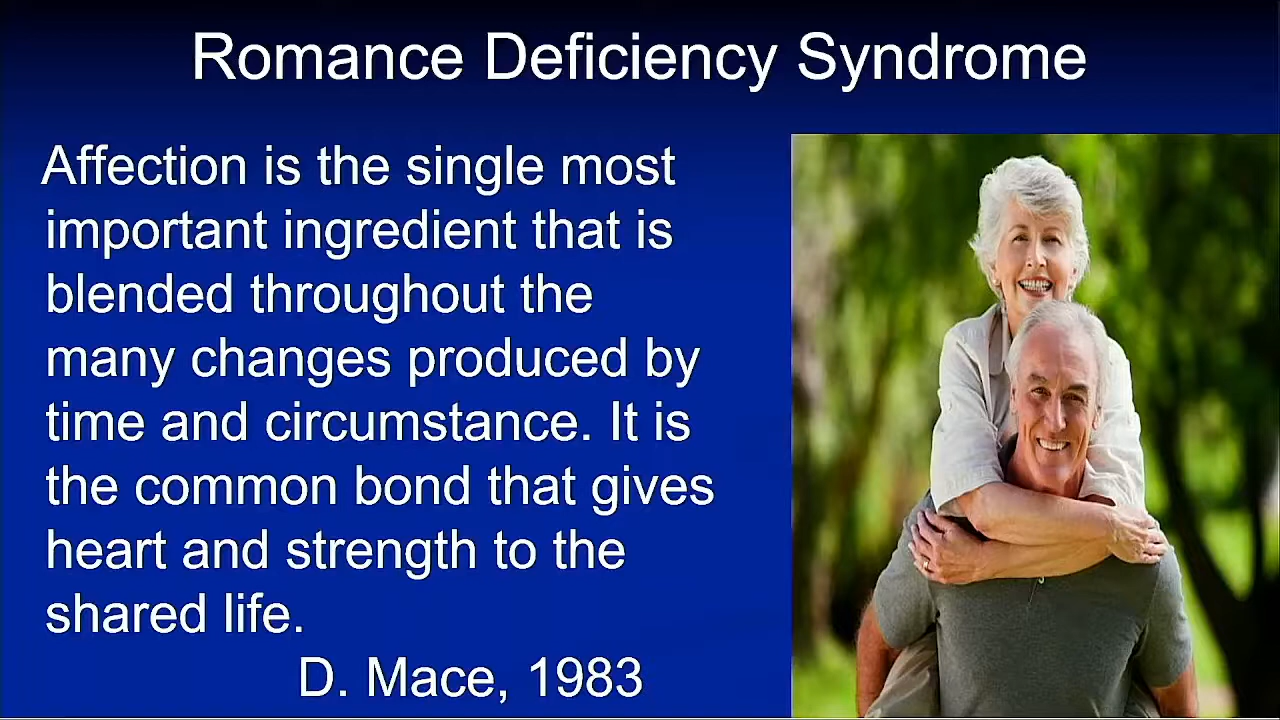 Romance Deficiency Syndrome
Affection is the single most
important ingredient that is
blended throughout the
many changes produced by
time and circumstance. It is
the common bond that gives
heart and strength to the
shared life.
D. Mace, 1983